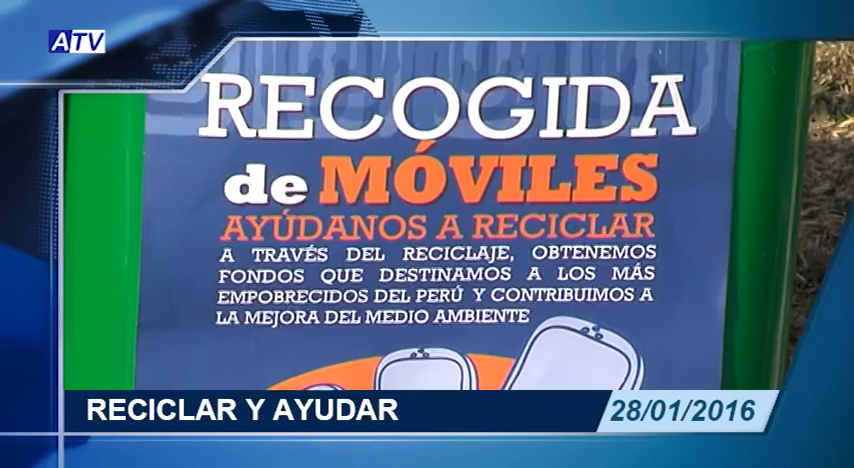 ATV
RECOGIDA
de MÓVILES
AYÚDANOS A RECICLAR
A TRAVÉS DEL RECICLAJE, OBTENEMOS
FONDOS QUE DESTINAMOS A LOS MÁS
EMPOBRECIDOS DEL PERÚ Y CONTRIBUIMOS A
LA MEJORA DEL MEDIO AMBIENTE
RECICLAR Y AYUDAR
28/01/2016